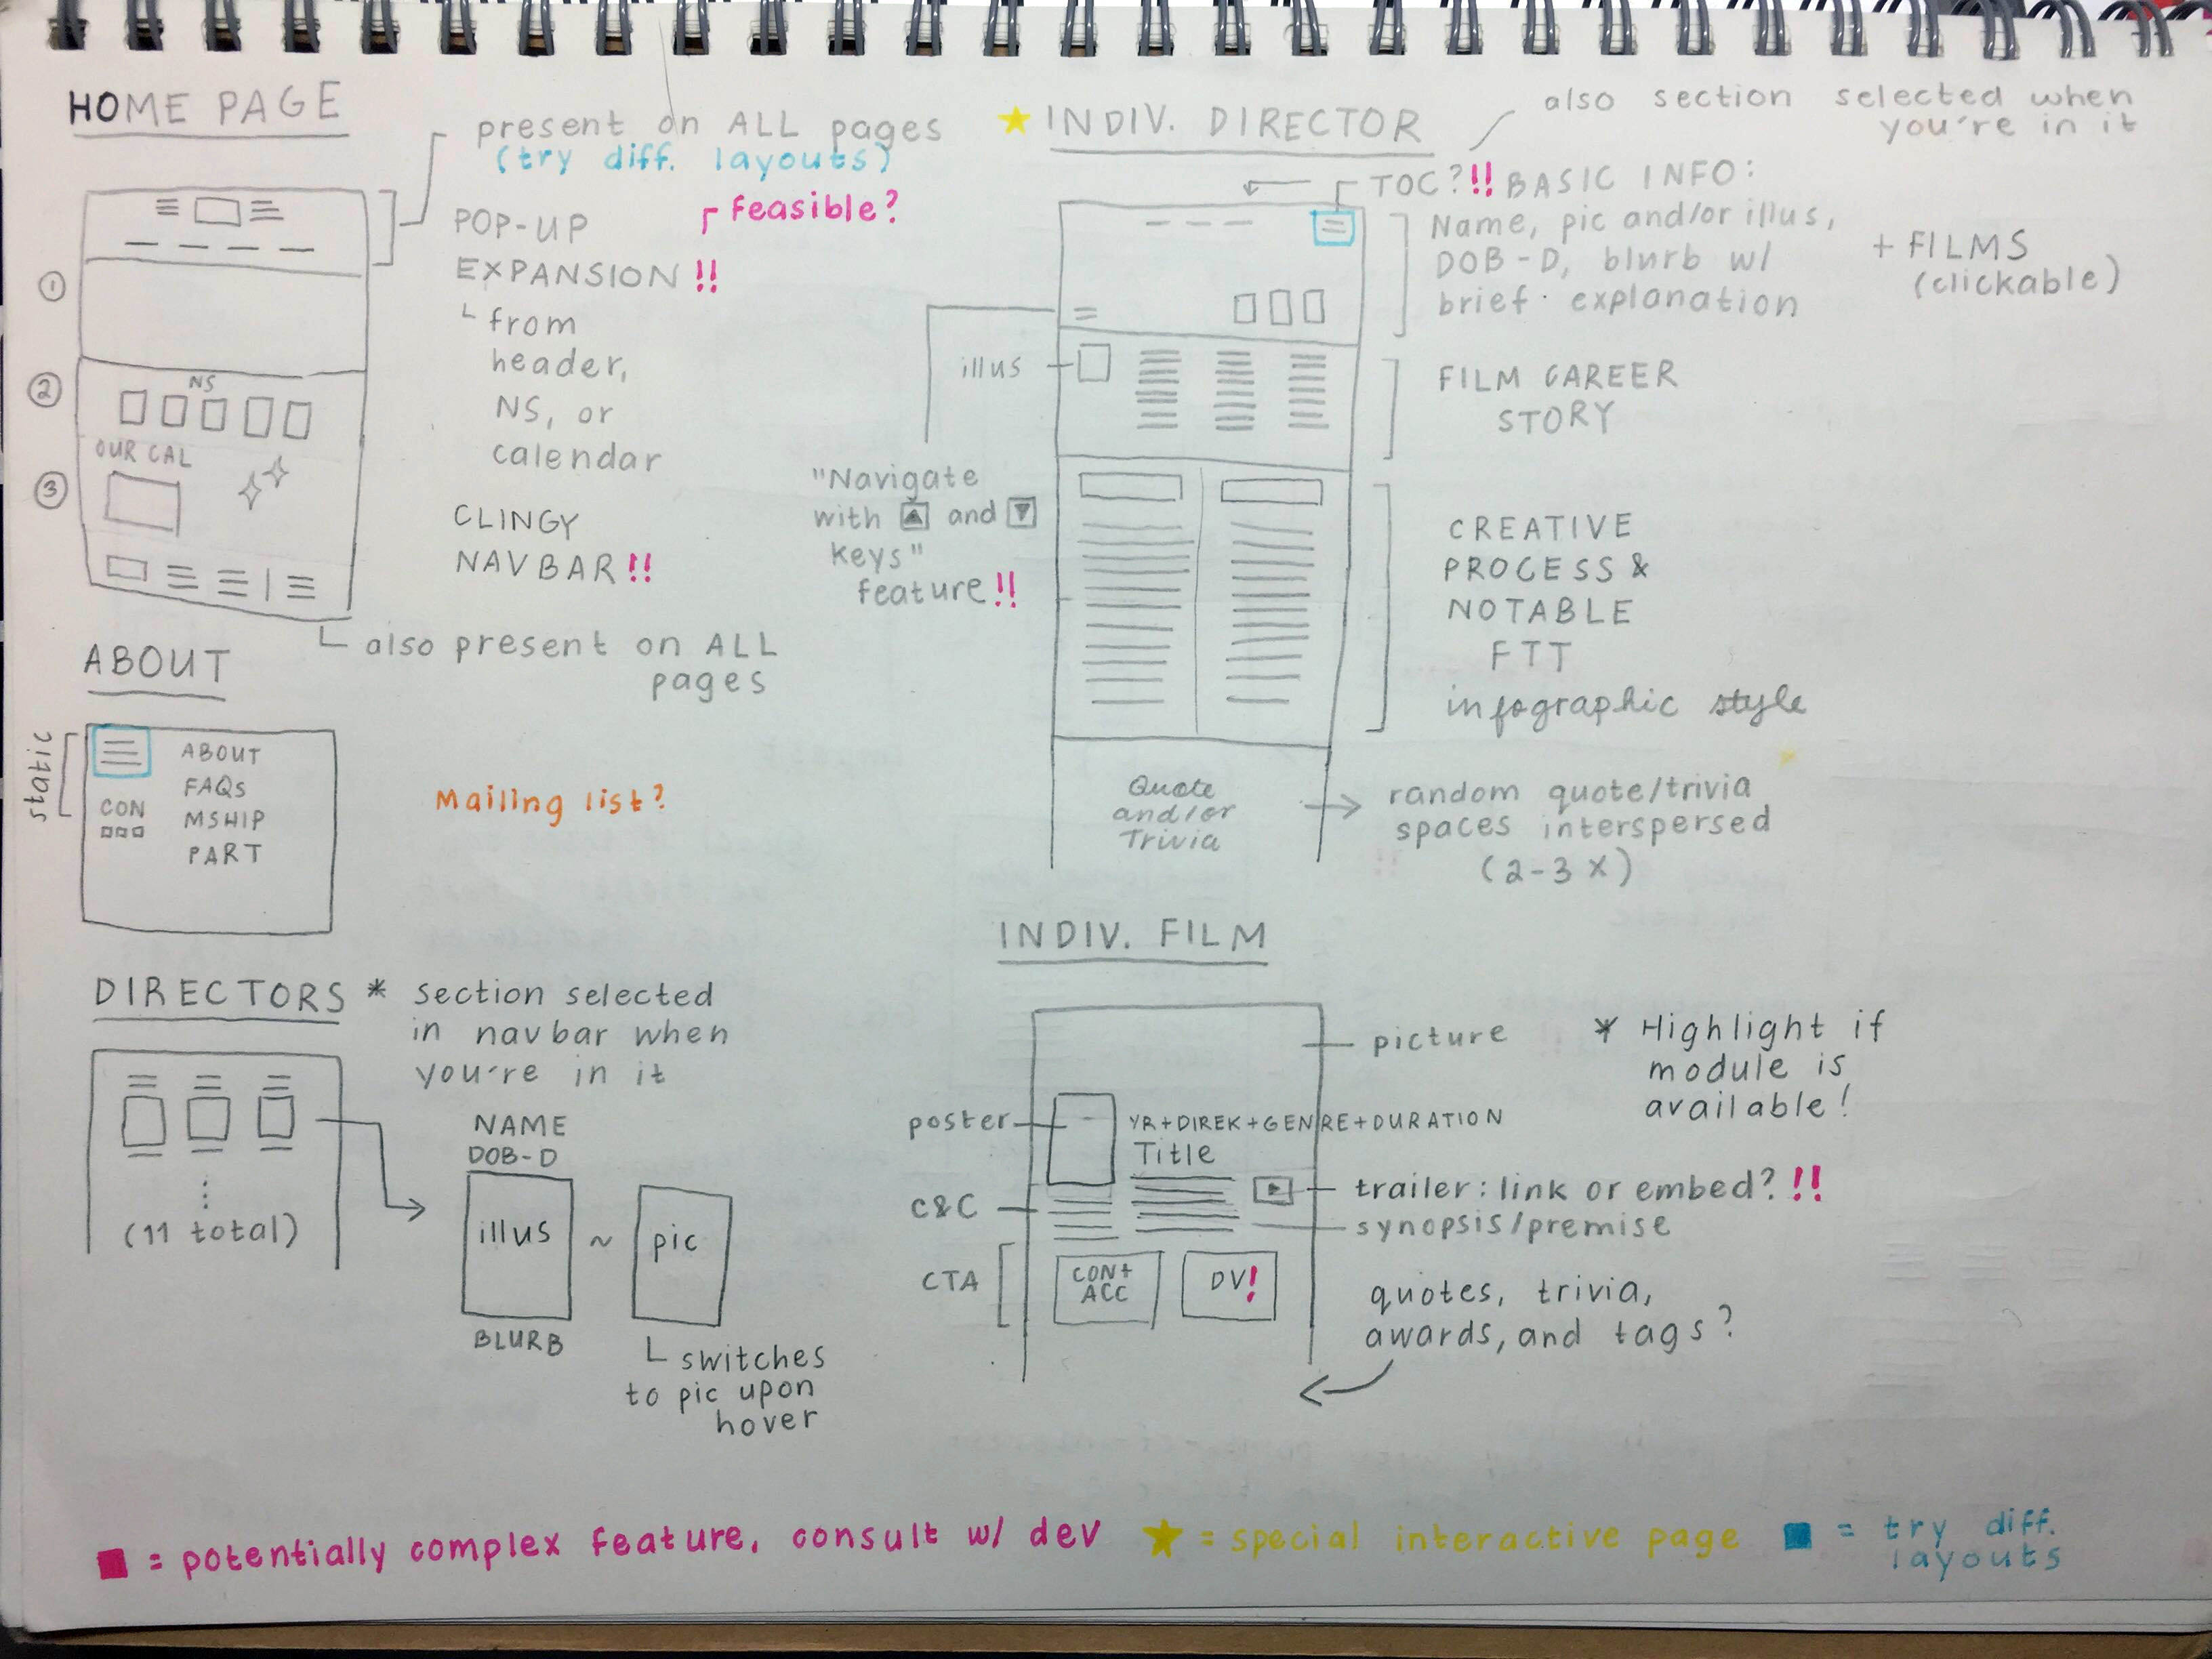 HOME PAGE
present on ALL pages
(try diff. layouts)
①
②
③
NS
OUR CAL
POP-UP
EXPANSION !!
feasible?
from
header,
NS, or
calendar
CLINGY
NAVBAR !!
also present on ALL
pages
ABOUT
static
CON
ABOUT
FAQs
MSHIP
PART
Mailing list?
DIRECTORS * section selected
in navbar when
you're in it
(11 total)
NAME
DOB-D
illus ~ pic
BLURB
switches
to pic upon
hover
★ INDIV. DIRECTOR
also section selected when
you're in it
TOC?!!
BASIC INFO:
Name, pic and/or illus,
DOB-D, blurb w/
brief explanation
+ FILMS
(clickable)
illus
"Navigate
with ▲ and ▼
keys"
feature!!
FILM CAREER
STORY
CREATIVE
PROCESS &
NOTABLE
FTT
infographic style
Quote
and/or
Trivia
random quote/trivia
spaces interspersed
(2-3 X)
INDIV. FILM
picture
* Highlight if
module is
available!
poster
YR+DIREK+GENRE+DURATION
Title
C&C
trailer: link or embed? !!
synopsis/premise
CTA
CON+
ACC
DV!
quotes, trivia,
awards, and tags?
■ = potentially complex feature, consult w/ dev
★ = special interactive page
■ = try diff.
layouts